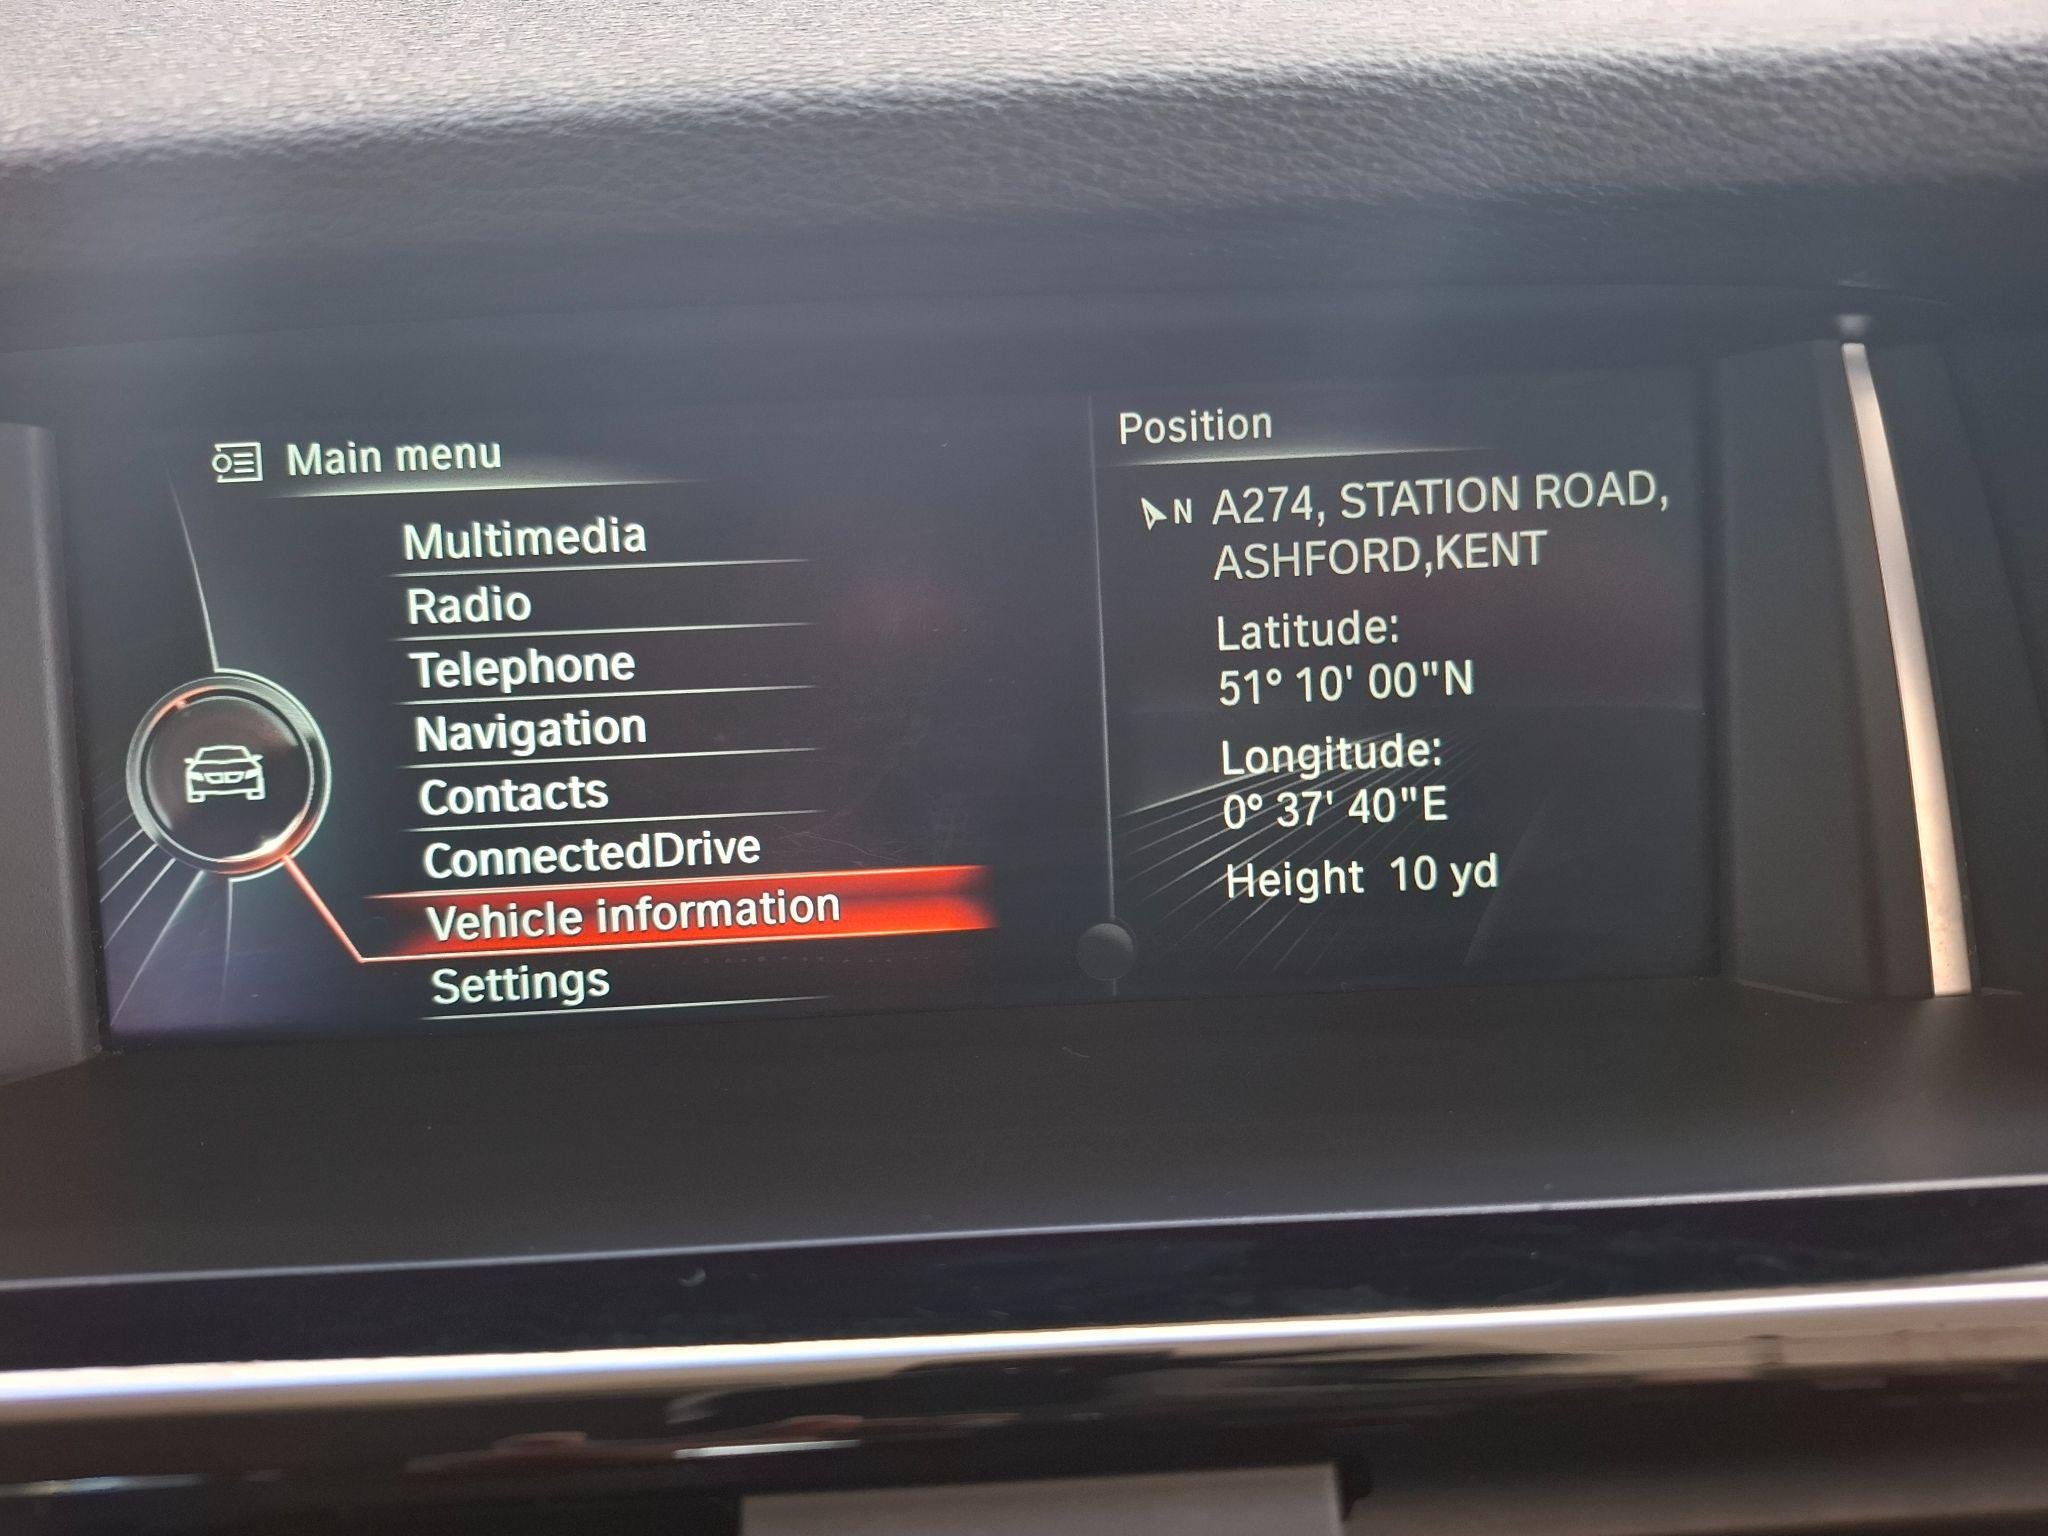 Main menu
Multimedia
Radio
Telephone
Navigation
Contacts
ConnectedDrive
Vehicle information
Settings
Position
N A274, STATION ROAD,
ASHFORD,KENT
Latitude:
51° 10' 00"N
Longitude:
0° 37' 40"E
Height 10 yd